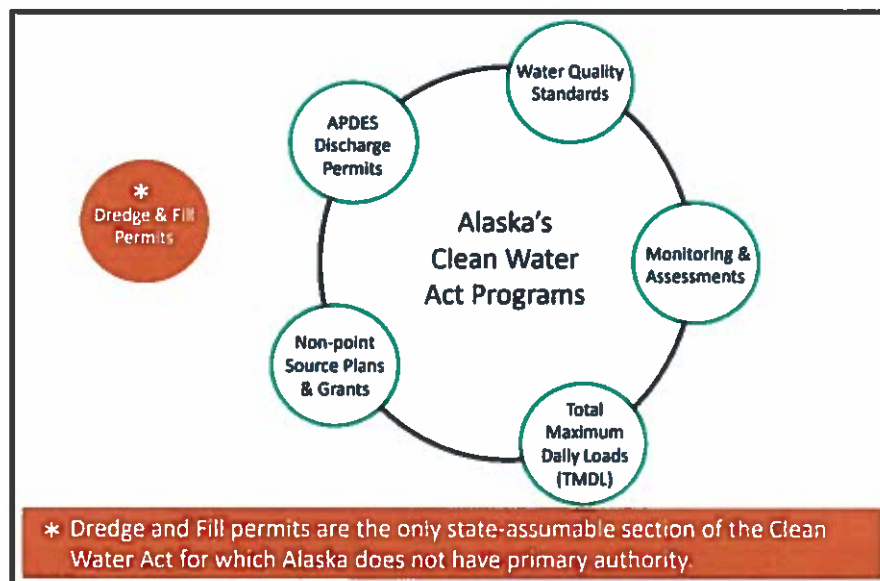 Water Quality
Standards
APDES
Discharge
Permits
*
Dredge & Fill
Permits
Alaska's
Clean Water
Act Programs
Monitoring &
Assessments
Non-point
Source Plans
& Grants
Total
Maximum
Daily Loads
(TMDL)
* Dredge and Fill permits are the only state-assumable section of the Clean
Water Act for which Alaska does not have primary authority.